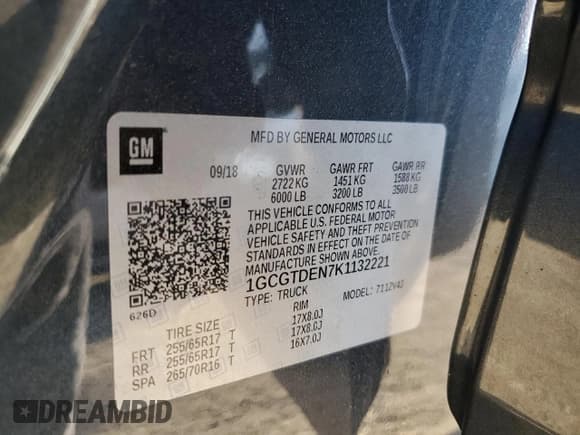 GM
MFD BY GENERAL MOTORS LLC
09/18 GVWR GAWR FRT GAWR RR
2722 KG 1451 KG 1588 KG
6000 LB 3200 LB 3500 LB
THIS VEHICLE CONFORMS TO ALL
APPLICABLE U.S. FEDERAL MOTOR
VEHICLE SAFETY AND THEFT PREVENTION
STANDARDS IN EFFECT ON THE DATE OF
MANUFACTURE SHOWN ABOVE.
1GCGTDEN7K1132221
626D
TYPE: TRUCK MODEL:
TIRE SIZE RIM
FRT 255/65R17 T 17X8.0J
RR 255/65R17 T 17X8.0J
SPA 265/70R16 T 16X7.0J
DREAMBID